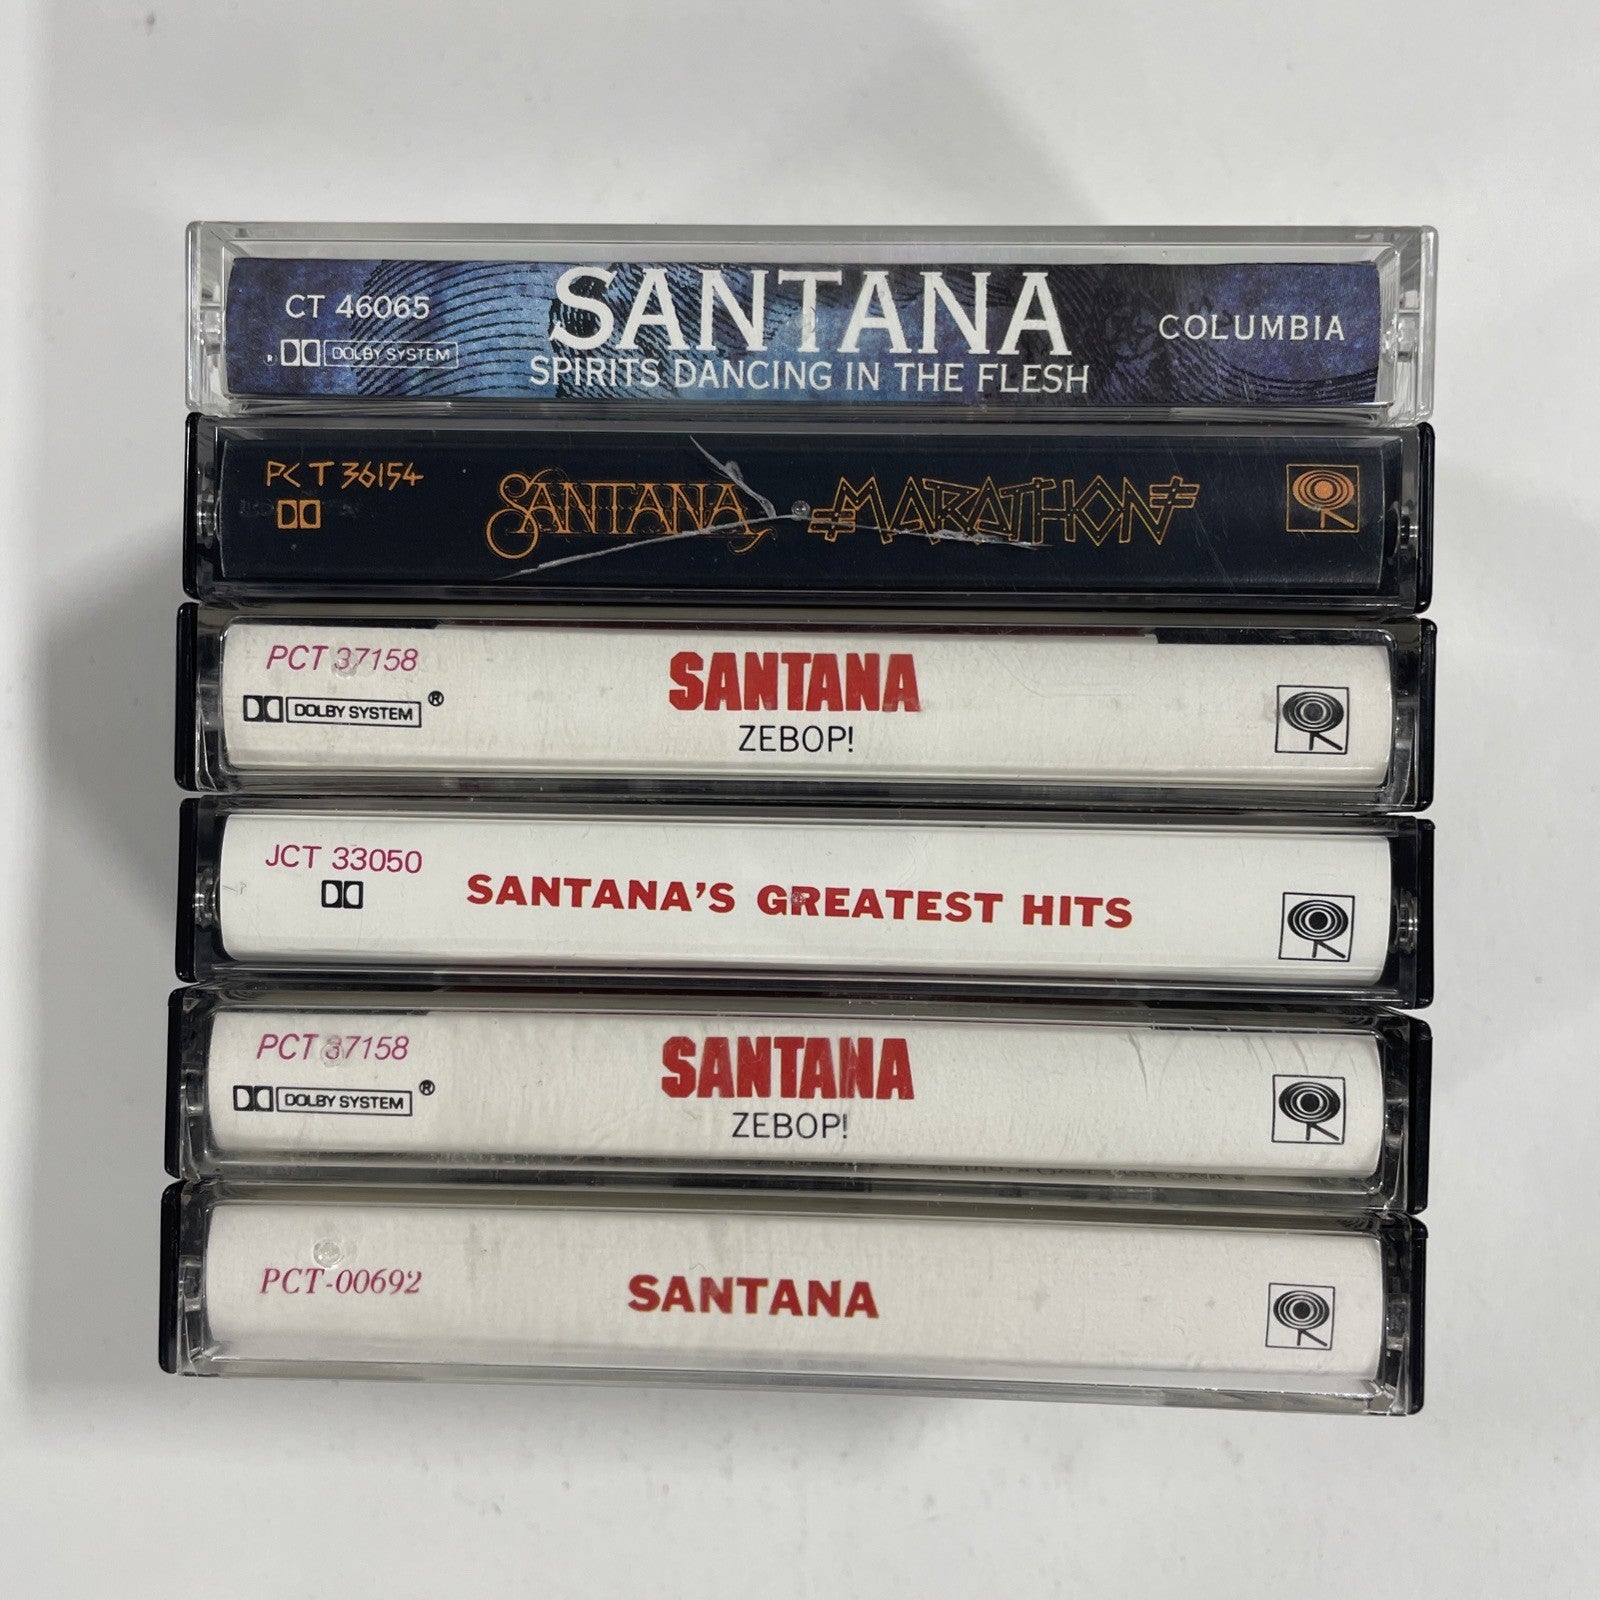 CT 46065
DOLBY SYSTEM
SANTANA
SPIRITS DANCING IN THE FLESH
COLUMBIA
PCT 36154
SANTANA MARATHON
PCT 37158
DOLBY SYSTEM ®
SANTANA
ZEBOP!
JCT 33050
SANTANA'S GREATEST HITS
PCT 37158
DOLBY SYSTEM ®
SANTANA
ZEBOP!
PCT-00692
SANTANA